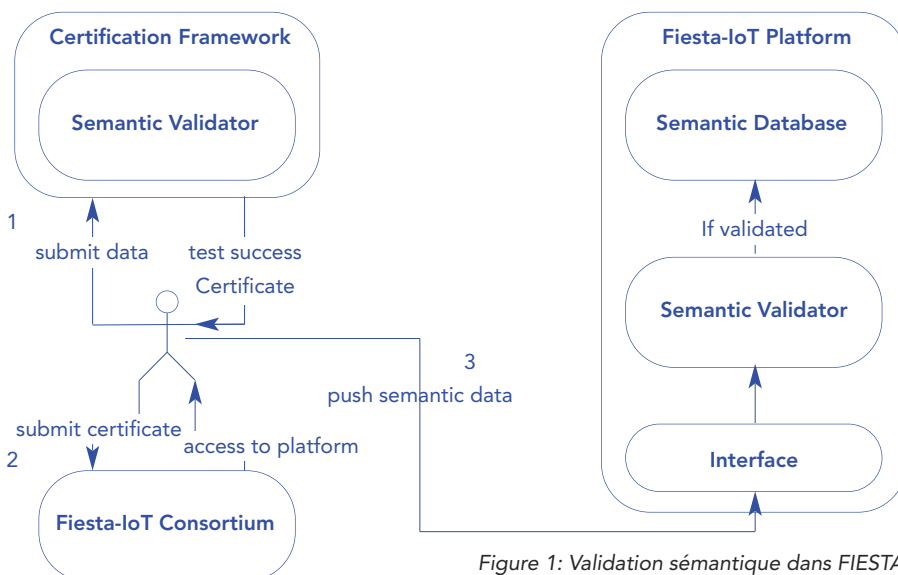 Certification Framework
Semantic Validator
1
submit data
test success
Certificate
submit certificate
2
access to platform
Fiesta-IoT Consortium
3
push semantic data
Fiesta-IoT Platform
Semantic Database
If validated
Semantic Validator
Interface
Figure 1: Validation sémantique dans FIESTA